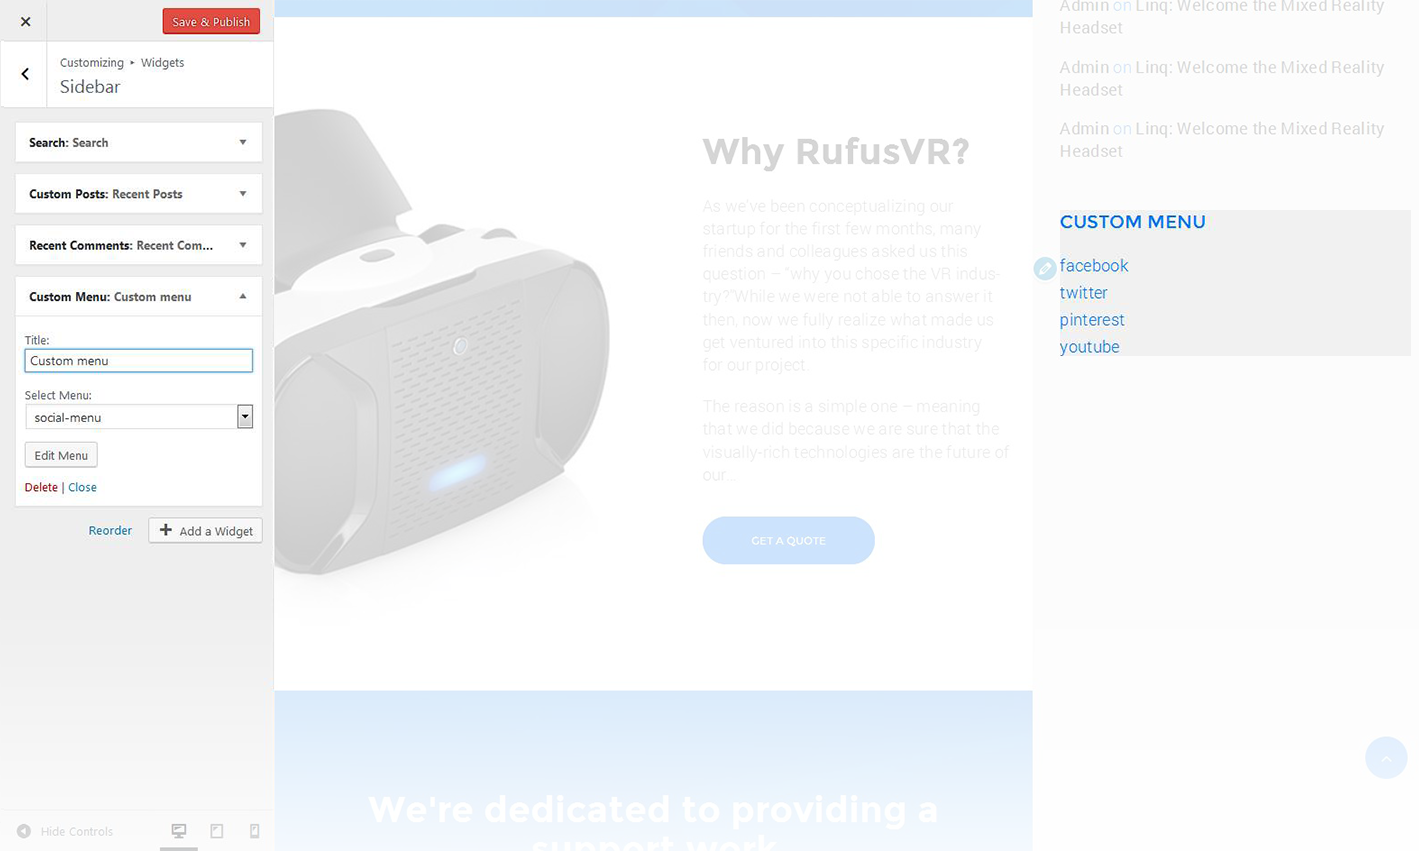 Save & Publish
Customizing ▸ Widgets
Sidebar
Search: Search
Custom Posts: Recent Posts
Recent Comments: Recent Com...
Custom Menu: Custom menu
Title:
Custom menu
Select Menu:
social-menu
Edit Menu
Delete | Close
Reorder
Add a Widget
Hide Controls
Why RufusVR?
As we've been conceptualizing our
startup for the first few months, many
friends and colleagues asked us this
question – "why you chose the VR indus-
try?"While we were not able to answer it
then, now we fully realize what made us
get ventured into this specific industry
for our project.
The reason is a simple one – meaning
that we did because we are sure that the
visually-rich technologies are the future of
our...
GET A QUOTE
We're dedicated to providing a
support work
Admin on Linq: Welcome the Mixed Reality
Headset
Admin on Linq: Welcome the Mixed Reality
Headset
Admin on Linq: Welcome the Mixed Reality
Headset
CUSTOM MENU
facebook
twitter
pinterest
youtube